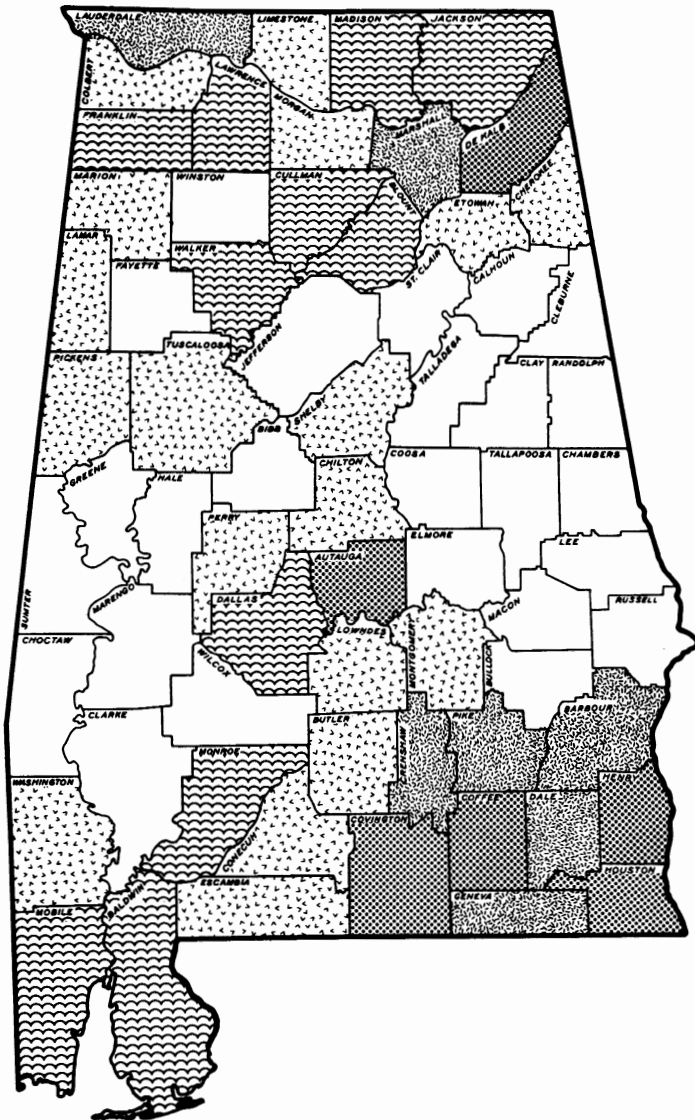 LAUDERDALE
LIMESTONE
MADISON
JACKSON
COLBERT
LAWRENCE
MORGAN
FRANKLIN
MARSHALL
DE KALB
MARION
WINSTON
CULLMAN
BLOUNT
CHEROKEE
ETOWAH
LAMAR
WALKER
FAYETTE
ST. CLAIR
CALHOUN
CLEBURNE
JEFFERSON
TUSCALOOSA
PICKENS
TALLADEGA
CLAY
RANDOLPH
SHELBY
BIBB
COOSA
TALLAPOOSA
CHAMBERS
GREENE
HALE
CHILTON
PERRY
ELMORE
LEE
AUTAUGA
SUMTER
MARENGO
DALLAS
MACON
RUSSELL
CHOCTAW
WILCOX
LOWNDES
MONTGOMERY
BULLOCK
CLARKE
BUTLER
CRENSHAW
PIKE
BARBOUR
MONROE
WASHINGTON
CONECUH
COVINGTON
COFFEE
DALE
HENRY
ESCAMBIA
GENEVA
HOUSTON
MOBILE
BALDWIN